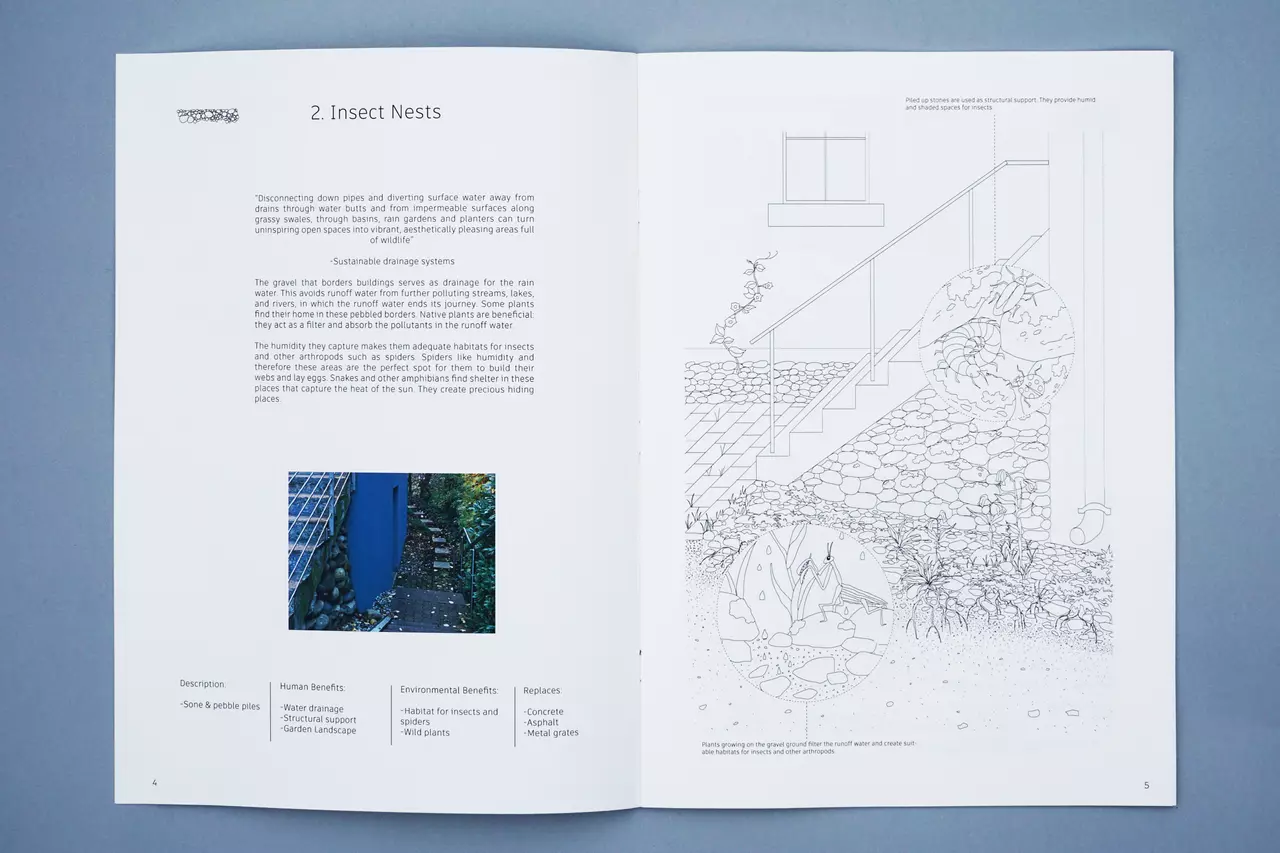 2. Insect Nests
"Disconnecting down pipes and diverting surface water away from
drains through water butts and from impermeable surfaces along
grassy swales, through basins, rain gardens and planters can turn
uninspiring open spaces into vibrant, aesthetically pleasing areas full
of wildlife"
-Sustainable drainage systems
The gravel that borders buildings serves as drainage for the rain
water. This avoids runoff water from further polluting streams, lakes,
and rivers, in which the runoff water ends its journey. Some plants
find their home in these pebbled borders. Native plants are beneficial:
they act as a filter and absorb the pollutants in the runoff water.
The humidity they capture makes them adequate habitats for insects
and other arthropods such as spiders. Spiders like humidity and
therefore these areas are the perfect spot for them to build their
webs and lay eggs. Snakes and other amphibians find shelter in these
places that capture the heat of the sun. They create precious hiding
places.
Description:
-Sone & pebble piles
Human Benefits:
-Water drainage
-Structural support
-Garden Landscape
Environmental Benefits:
-Habitat for insects and
spiders
-Wild plants
Replaces:
-Concrete
-Asphalt
-Metal grates
4
Piled up stones are used as structural support. They provide humid
and shaded spaces for insects
Plants growing on the gravel ground filter the runoff water and create suit-
able habitats for insects and other arthropods
5